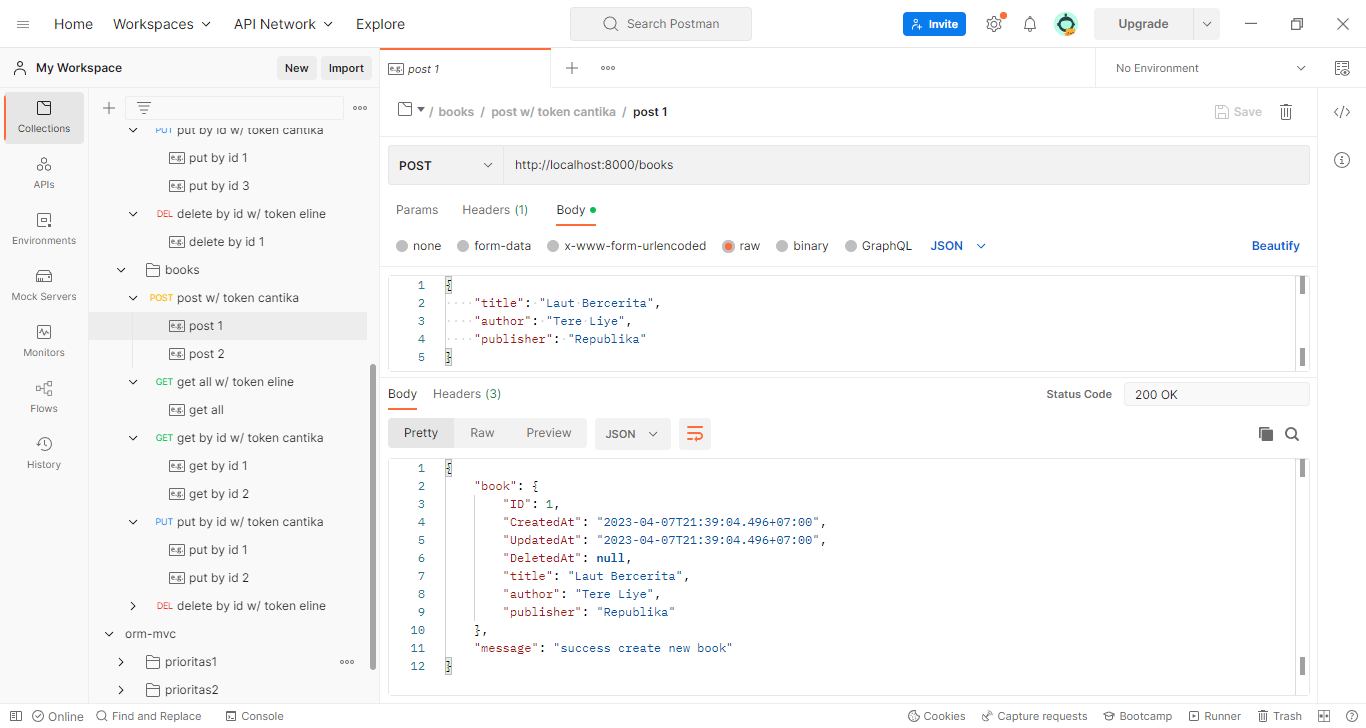 Home
Workspaces
API Network
Explore
Search Postman
Invite
Upgrade
My Workspace
New
Import
e.g. post 1
No Environment
Collections
APIs
Environments
Mock Servers
Monitors
Flows
History
PUT put by id w/ token cantika
e.g. put by id 1
e.g. put by id 3
DEL delete by id w/ token eline
e.g. delete by id 1
books
POST post w/ token cantika
e.g. post 1
e.g. post 2
GET get all w/ token eline
e.g. get all
GET get by id w/ token cantika
e.g. get by id 1
e.g. get by id 2
PUT put by id w/ token cantika
e.g. put by id 1
e.g. put by id 2
DEL delete by id w/ token eline
orm-mvc
prioritas1
prioritas2
/ books / post w/ token cantika / post 1
Save
POST http://localhost:8000/books
Params Headers (1) Body
none form-data x-www-form-urlencoded raw binary GraphQL JSON Beautify
1 {
2 "title": "Laut Bercerita",
3 "author": "Tere Liye",
4 "publisher": "Republika"
5 }
Body Headers (3) Status Code 200 OK
Pretty Raw Preview JSON
1 {
2 "book": {
3 "ID": 1,
4 "CreatedAt": "2023-04-07T21:39:04.496+07:00",
5 "UpdatedAt": "2023-04-07T21:39:04.496+07:00",
6 "DeletedAt": null,
7 "title": "Laut Bercerita",
8 "author": "Tere Liye",
9 "publisher": "Republika"
10 },
11 "message": "success create new book"
12 }
Online Find and Replace Console Cookies Capture requests Bootcamp Runner Trash